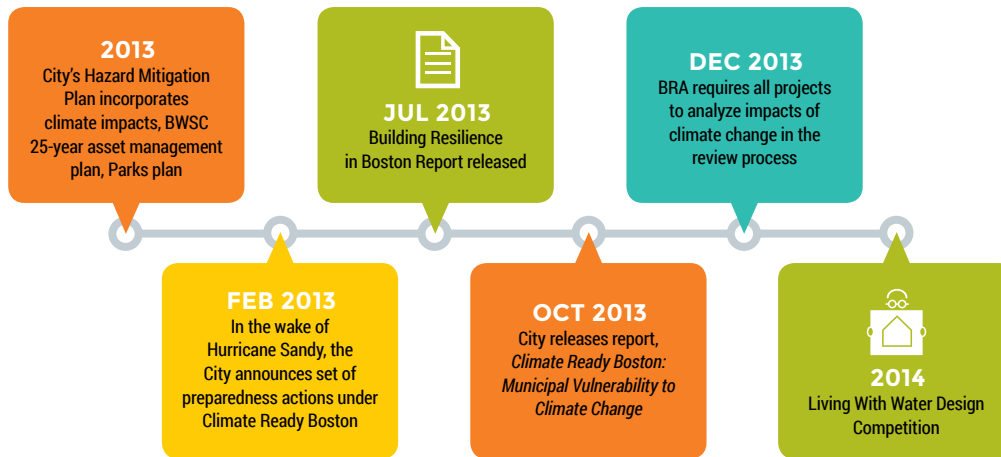 2013
City's Hazard Mitigation
Plan incorporates
climate impacts, BWSC
25-year asset management
plan, Parks plan
FEB 2013
In the wake of
Hurricane Sandy, the
City announces set of
preparedness actions under
Climate Ready Boston
JUL 2013
Building Resilience
in Boston Report released
OCT 2013
City releases report,
Climate Ready Boston:
Municipal Vulnerability to
Climate Change
DEC 2013
BRA requires all projects
to analyze impacts of
climate change in the
review process
2014
Living With Water Design
Competition